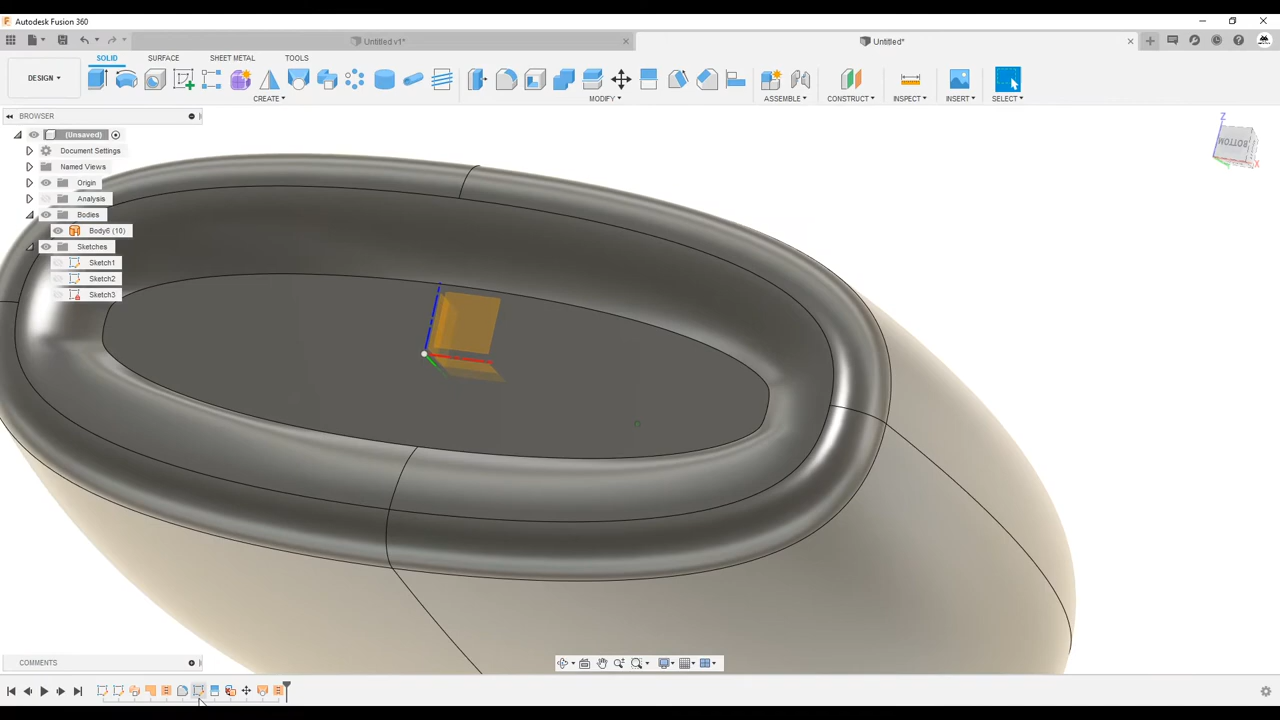 Autodesk Fusion 360
Untitled v1*
Untitled*
SOLID
SURFACE
SHEET METAL
TOOLS
DESIGN
CREATE
MODIFY
ASSEMBLE
CONSTRUCT
INSPECT
INSERT
SELECT
BROWSER
(Unsaved)
Document Settings
Named Views
Origin
Analysis
Bodies
Body6 (10)
Sketches
Sketch1
Sketch2
Sketch3
Z
BOTTOM
X
COMMENTS